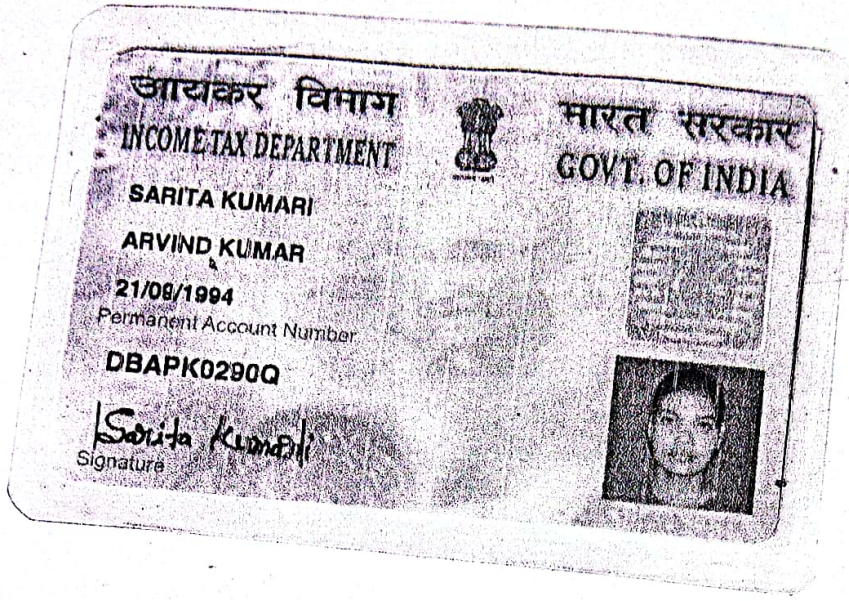 आयकर विभाग
INCOME TAX DEPARTMENT
भारत सरकार
GOVT. OF INDIA
SARITA KUMARI
ARVIND KUMAR
21/09/1994
Permanent Account Number
DBAPK0290Q
Sarita Kumari
Signature